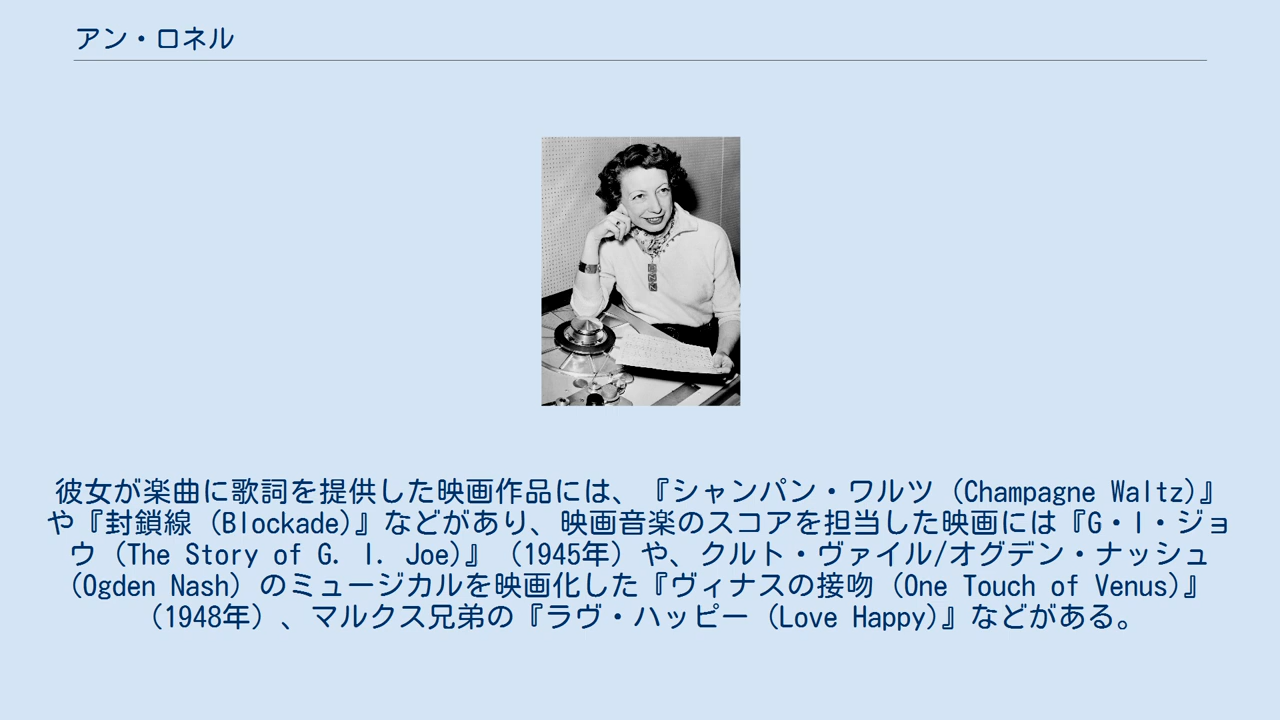 アン・ロネル
彼女が楽曲に歌詞を提供した映画作品には、『シャンパン・ワルツ（Champagne Waltz）』
や『封鎖線（Blockade）』などがあり、映画音楽のスコアを担当した映画には『G・I・ジョ
ウ（The Story of G. I. Joe）』（1945年）や、クルト・ヴァイル/オグデン・ナッシュ
（Ogden Nash）のミュージカルを映画化した『ヴィナスの接吻（One Touch of Venus）』
（1948年）、マルクス兄弟の『ラヴ・ハッピー（Love Happy）』などがある。